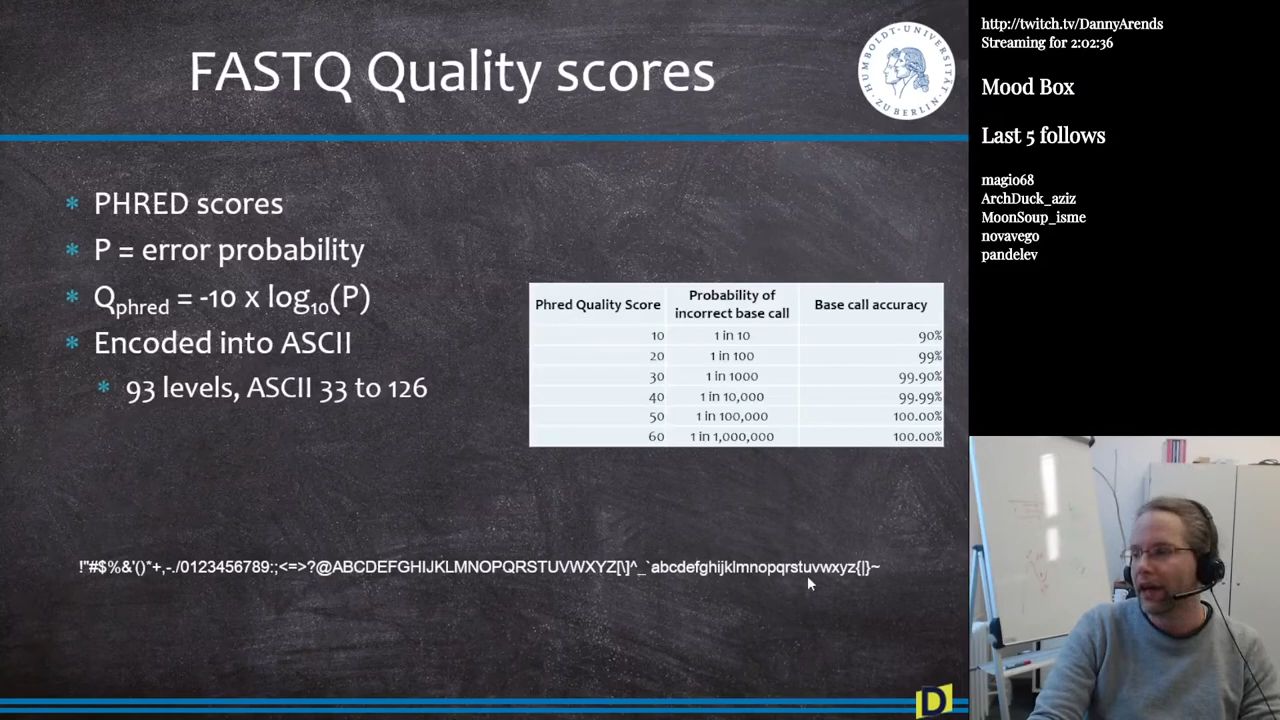 FASTQ Quality scores
HUMBOLDT-UNIVERSITÄT ZU BERLIN
PHRED scores
P = error probability
Qphred = -10 x log10(P)
Encoded into ASCII
93 levels, ASCII 33 to 126
Phred Quality Score Probability of incorrect base call Base call accuracy
10 1 in 10 90%
20 1 in 100 99%
30 1 in 1000 99.90%
40 1 in 10,000 99.99%
50 1 in 100,000 100.00%
60 1 in 1,000,000 100.00%
!"#$%&'()*+,-./0123456789:;<=>?@ABCDEFGHIJKLMNOPQRSTUVWXYZ[\]^_`abcdefghijklmnopqrstuvwxyz{|}~
D
http://twitch.tv/DannyArends
Streaming for 2:02:36
Mood Box
Last 5 follows
magio68
ArchDuck_aziz
MoonSoup_isme
novavego
pandelev